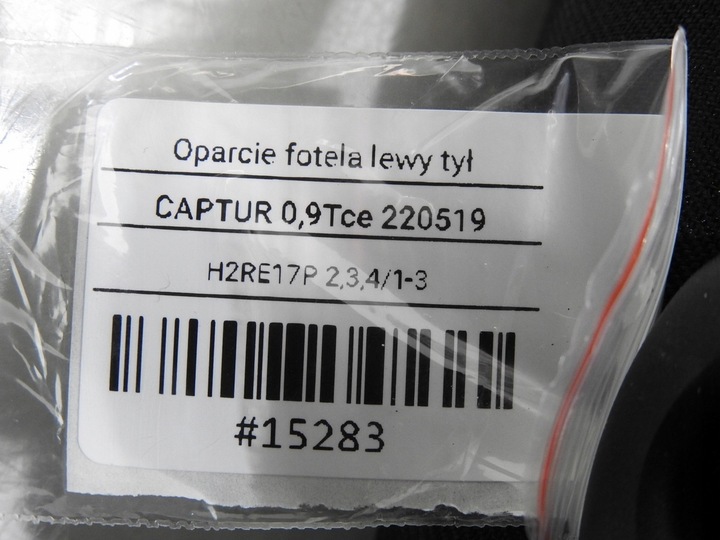 Oparcie fotela lewy tył
CAPTUR 0,9Tce 220519
H2RE17P 2,3,4/1-3
#15283